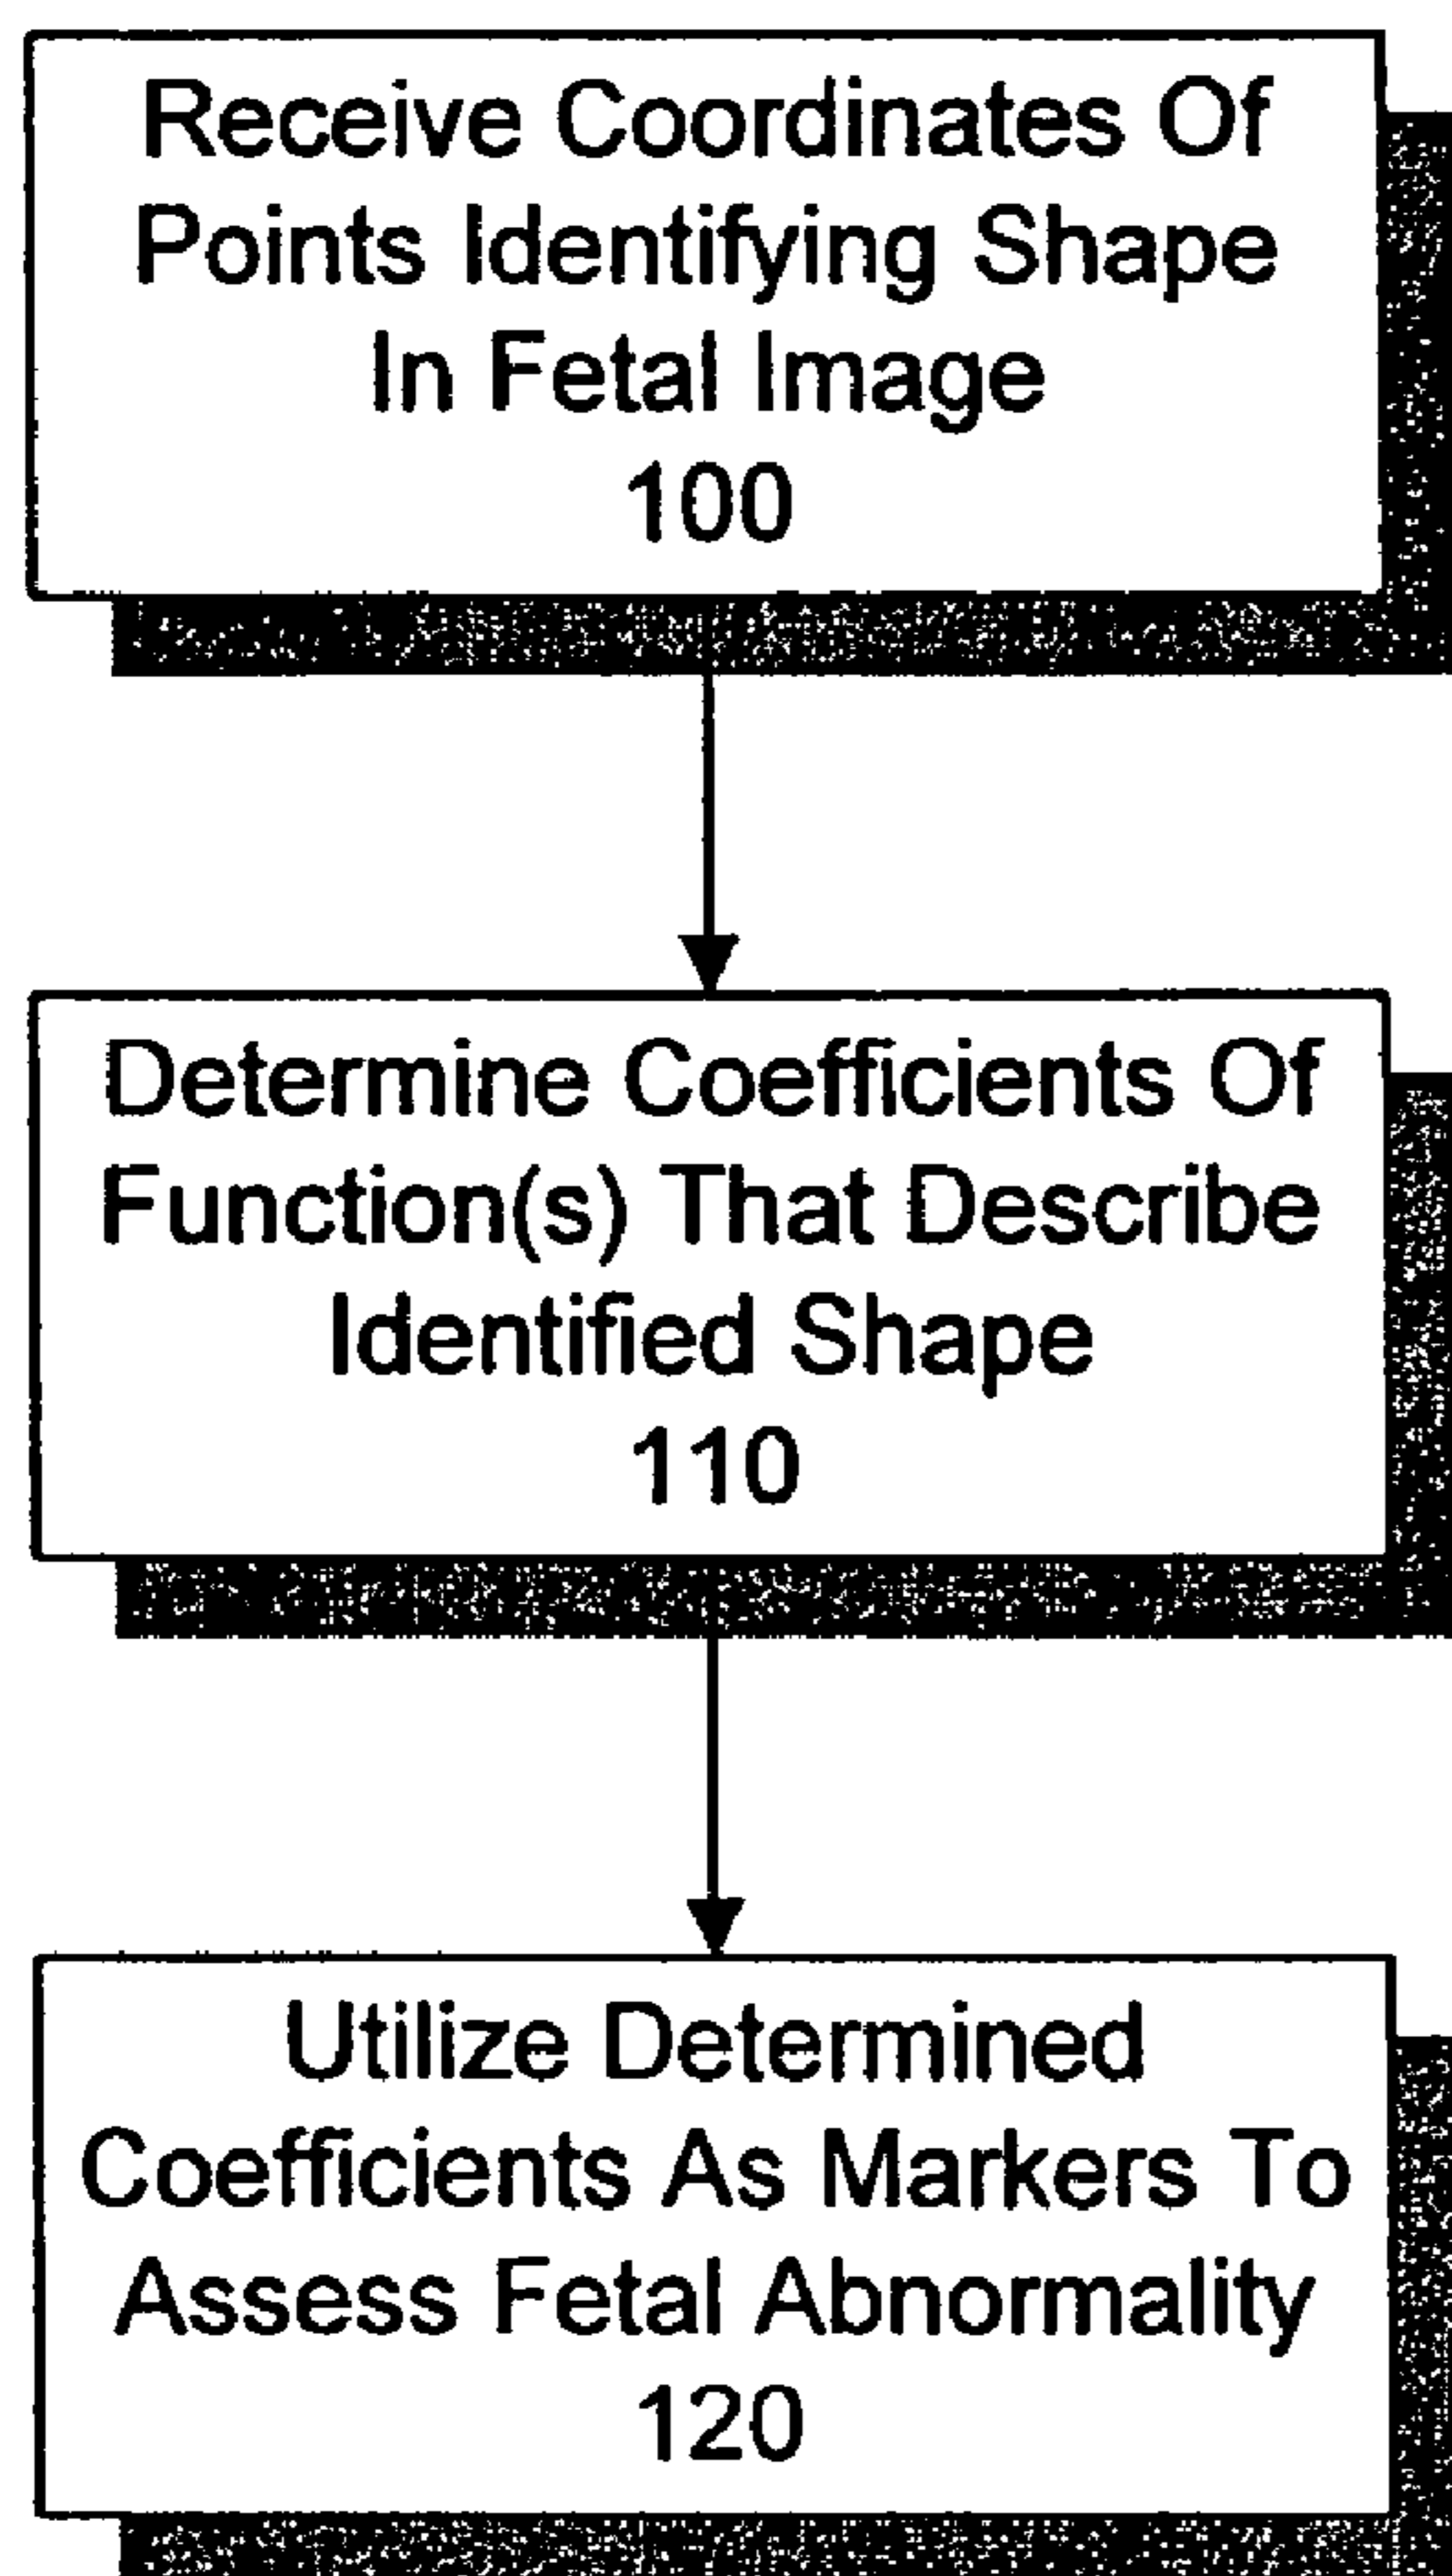 Receive Coordinates Of
Points Identifying Shape
In Fetal Image
100
Determine Coefficients Of
Function(s) That Describe
Identified Shape
110
Utilize Determined
Coefficients As Markers To
Assess Fetal Abnormality
120